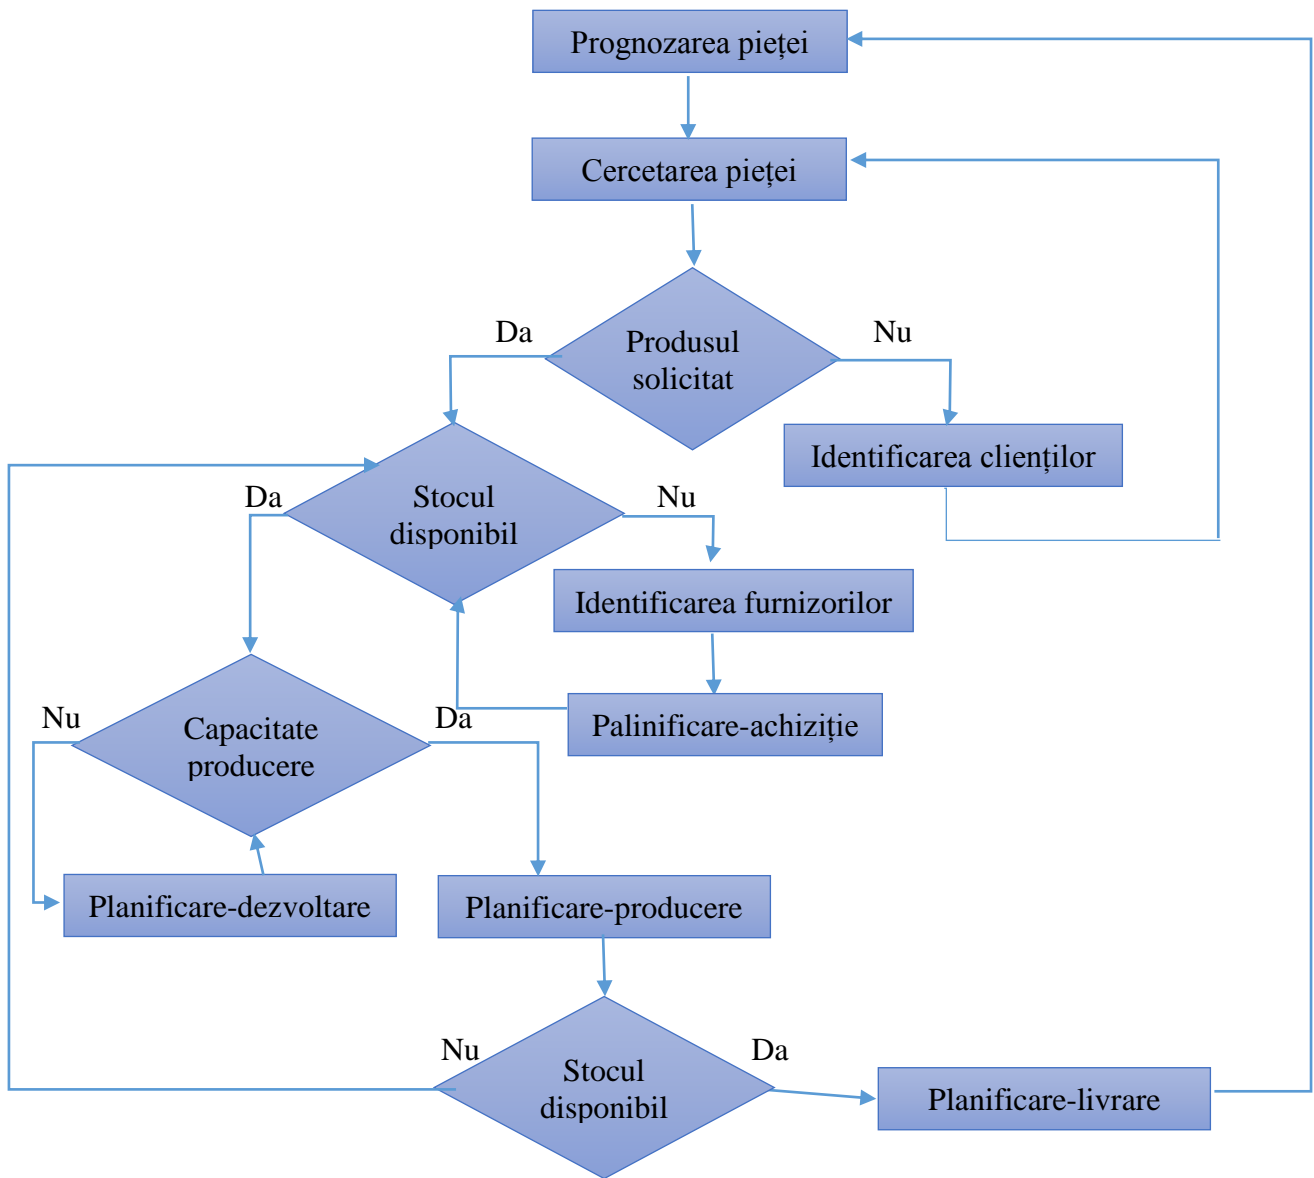 Prognozarea pieței
Cercetarea pieței
Da
Produsul
solicitat
Nu
Identificarea clienților
Da
Stocul
disponibil
Nu
Identificarea furnizorilor
Palinificare-achiziție
Nu
Capacitate
producere
Da
Planificare-dezvoltare
Planificare-producere
Nu
Stocul
disponibil
Da
Planificare-livrare